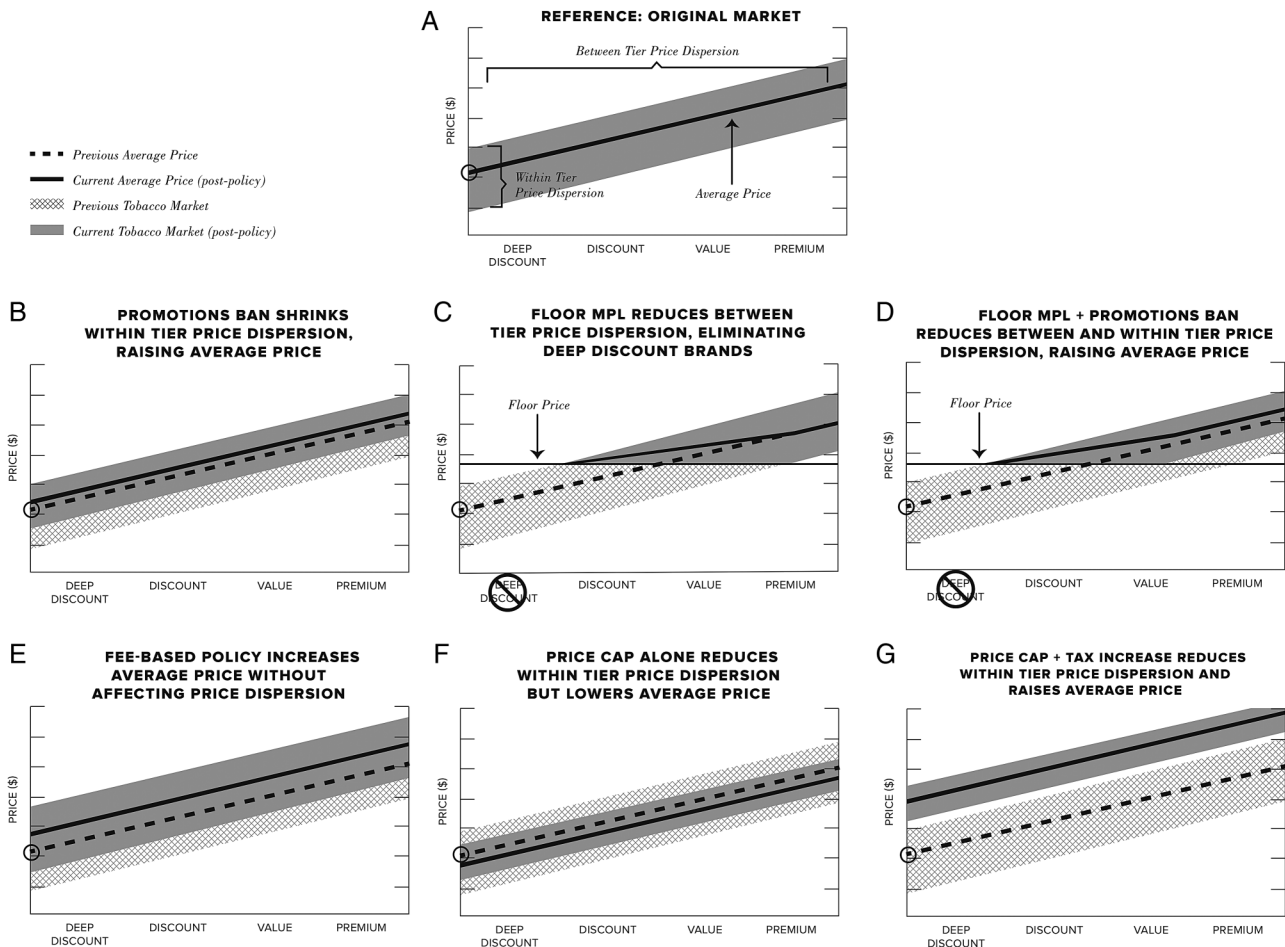 A
REFERENCE: ORIGINAL MARKET
Between Tier Price Dispersion
PRICE ($)
Within Tier
Price Dispersion
Average Price
DEEP
DISCOUNT
DISCOUNT
VALUE
PREMIUM
Previous Average Price
Current Average Price (post-policy)
Previous Tobacco Market
Current Tobacco Market (post-policy)
B
PROMOTIONS BAN SHRINKS
WITHIN TIER PRICE DISPERSION,
RAISING AVERAGE PRICE
PRICE ($)
DEEP
DISCOUNT
DISCOUNT
VALUE
PREMIUM
C
FLOOR MPL REDUCES BETWEEN
TIER PRICE DISPERSION, ELIMINATING
DEEP DISCOUNT BRANDS
Floor Price
PRICE ($)
DEEP
DISCOUNT
DISCOUNT
VALUE
PREMIUM
D
FLOOR MPL + PROMOTIONS BAN
REDUCES BETWEEN AND WITHIN TIER PRICE
DISPERSION, RAISING AVERAGE PRICE
Floor Price
PRICE ($)
DEEP
DISCOUNT
DISCOUNT
VALUE
PREMIUM
E
FEE-BASED POLICY INCREASES
AVERAGE PRICE WITHOUT
AFFECTING PRICE DISPERSION
PRICE ($)
DEEP
DISCOUNT
DISCOUNT
VALUE
PREMIUM
F
PRICE CAP ALONE REDUCES
WITHIN TIER PRICE DISPERSION
BUT LOWERS AVERAGE PRICE
PRICE ($)
DEEP
DISCOUNT
DISCOUNT
VALUE
PREMIUM
G
PRICE CAP + TAX INCREASE REDUCES
WITHIN TIER PRICE DISPERSION AND
RAISES AVERAGE PRICE
PRICE ($)
DEEP
DISCOUNT
DISCOUNT
VALUE
PREMIUM